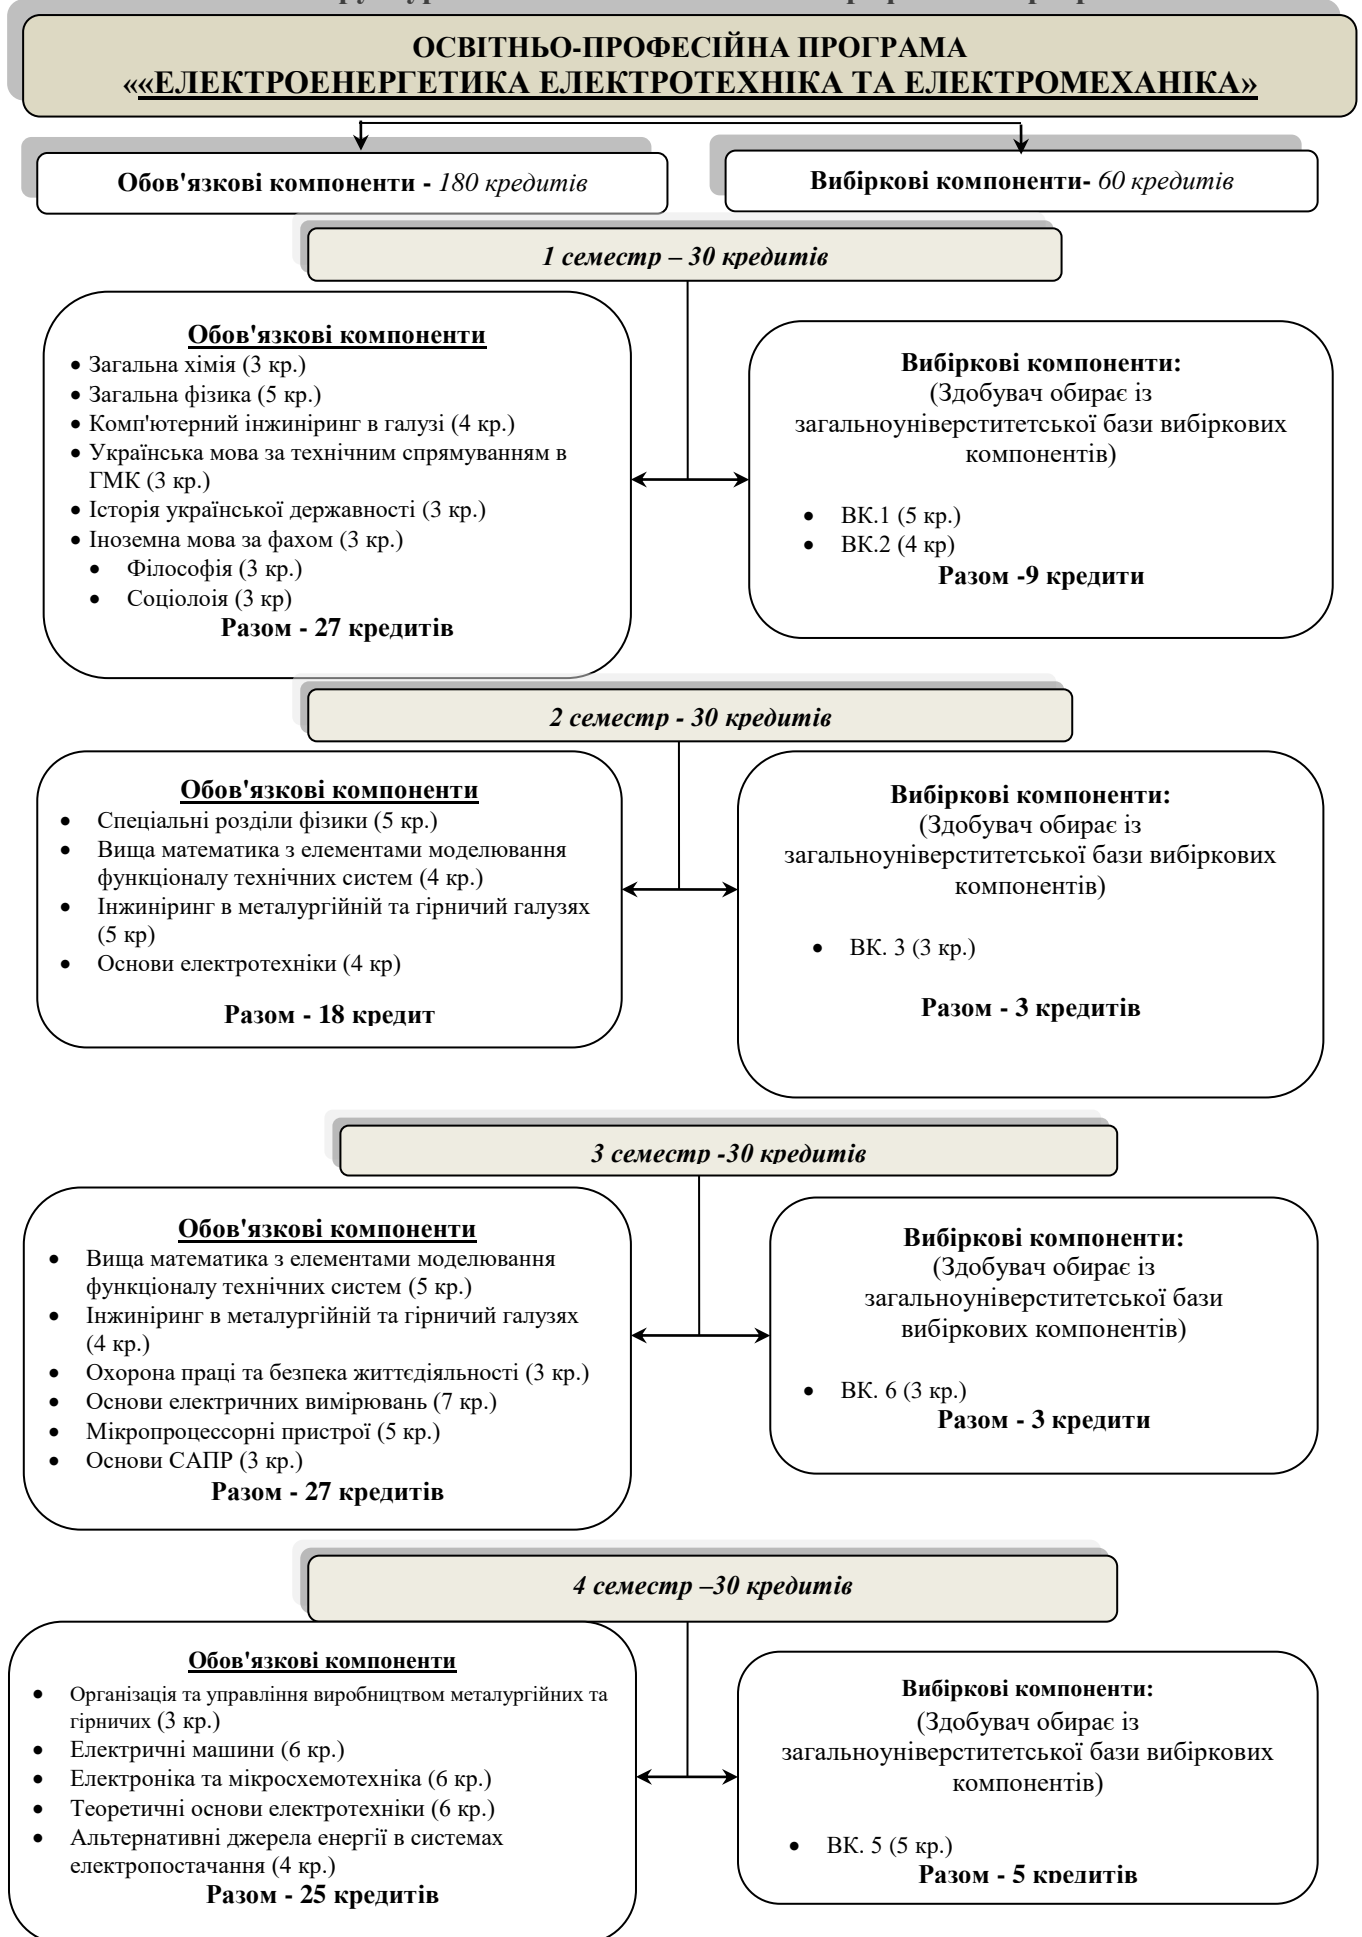 ОСВІТНЬО-ПРОФЕСІЙНА ПРОГРАМА
««ЕЛЕКТРОЕНЕРГЕТИКА ЕЛЕКТРОТЕХНІКА ТА ЕЛЕКТРОМЕХАНІКА»
Обов'язкові компоненти - 180 кредитів
Вибіркові компоненти- 60 кредитів
1 семестр – 30 кредитів
Обов'язкові компоненти
• Загальна хімія (3 кр.)
• Загальна фізика (5 кр.)
• Комп'ютерний інжиніринг в галузі (4 кр.)
• Українська мова за технічним спрямуванням в
ГМК (3 кр.)
• Історія української державності (3 кр.)
• Іноземна мова за фахом (3 кр.)
• Філософія (3 кр.)
• Соціолоія (3 кр)
Разом - 27 кредитів
Вибіркові компоненти:
(Здобувач обирає із
загальноуніверститетської бази вибіркових
компонентів)
• ВК.1 (5 кр.)
• ВК.2 (4 кр)
Разом -9 кредити
2 семестр - 30 кредитів
Обов'язкові компоненти
• Спеціальні розділи фізики (5 кр.)
• Вища математика з елементами моделювання
функціоналу технічних систем (4 кр.)
• Інжиніринг в металургійній та гірничий галузях
(5 кр)
• Основи електротехніки (4 кр)
Разом - 18 кредит
Вибіркові компоненти:
(Здобувач обирає із
загальноуніверститетської бази вибіркових
компонентів)
• ВК. 3 (3 кр.)
Разом - 3 кредитів
3 семестр -30 кредитів
Обов'язкові компоненти
• Вища математика з елементами моделювання
функціоналу технічних систем (5 кр.)
• Інжиніринг в металургійній та гірничий галузях
(4 кр.)
• Охорона праці та безпека життєдіяльності (3 кр.)
• Основи електричних вимірювань (7 кр.)
• Мікропроцессорні пристрої (5 кр.)
• Основи САПР (3 кр.)
Разом - 27 кредитів
Вибіркові компоненти:
(Здобувач обирає із
загальноуніверститетської бази
вибіркових компонентів)
• ВК. 6 (3 кр.)
Разом - 3 кредити
4 семестр –30 кредитів
Обов'язкові компоненти
• Організація та управління виробництвом металургійних та
гірничих (3 кр.)
• Електричні машини (6 кр.)
• Електроніка та мікросхемотехніка (6 кр.)
• Теоретичні основи електротехніки (6 кр.)
• Альтернативні джерела енергії в системах
електропостачання (4 кр.)
Разом - 25 кредитів
Вибіркові компоненти:
(Здобувач обирає із
загальноуніверститетської бази вибіркових
компонентів)
• ВК. 5 (5 кр.)
Разом - 5 кредитів